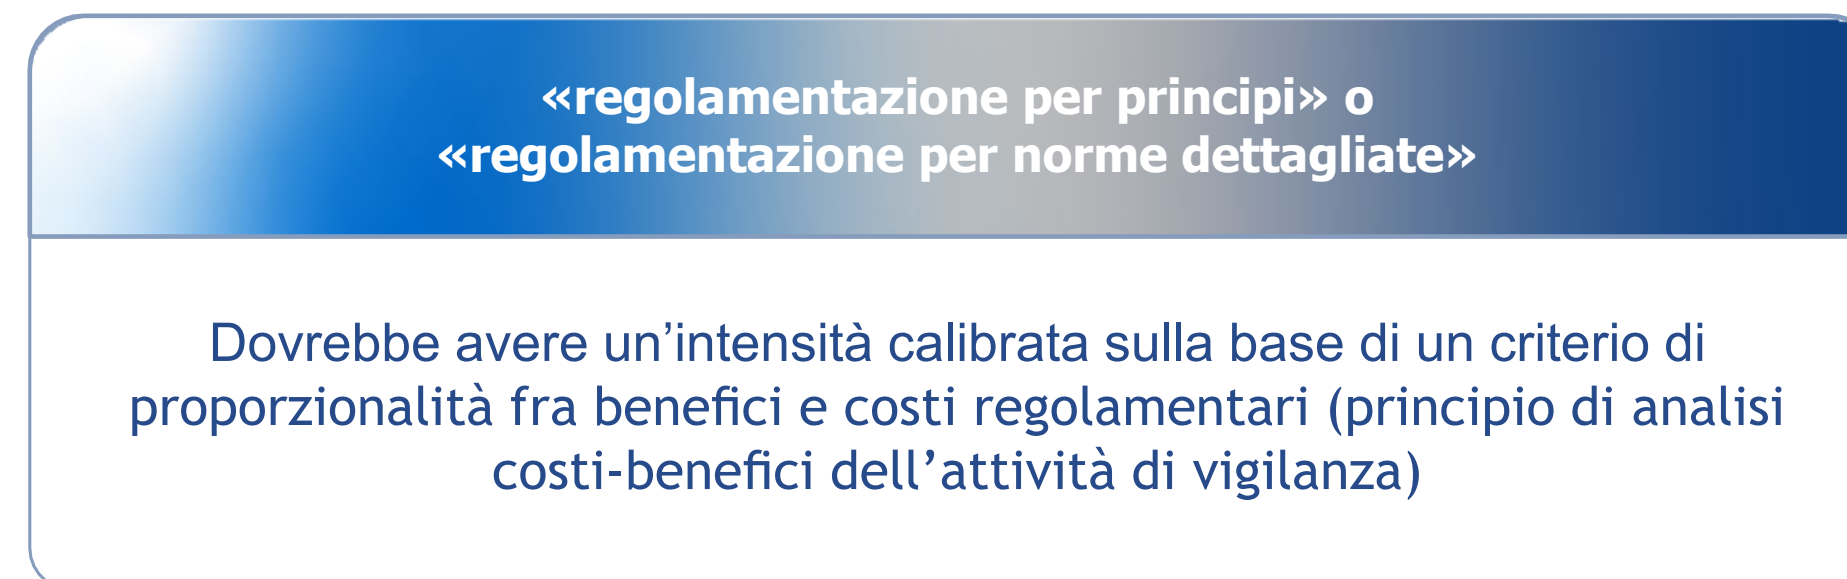 «regolamentazione per principi» o
«regolamentazione per norme dettagliate»
Dovrebbe avere un’intensità calibrata sulla base di un criterio di
proporzionalità fra benefici e costi regolamentari (principio di analisi
costi-benefici dell’attività di vigilanza)